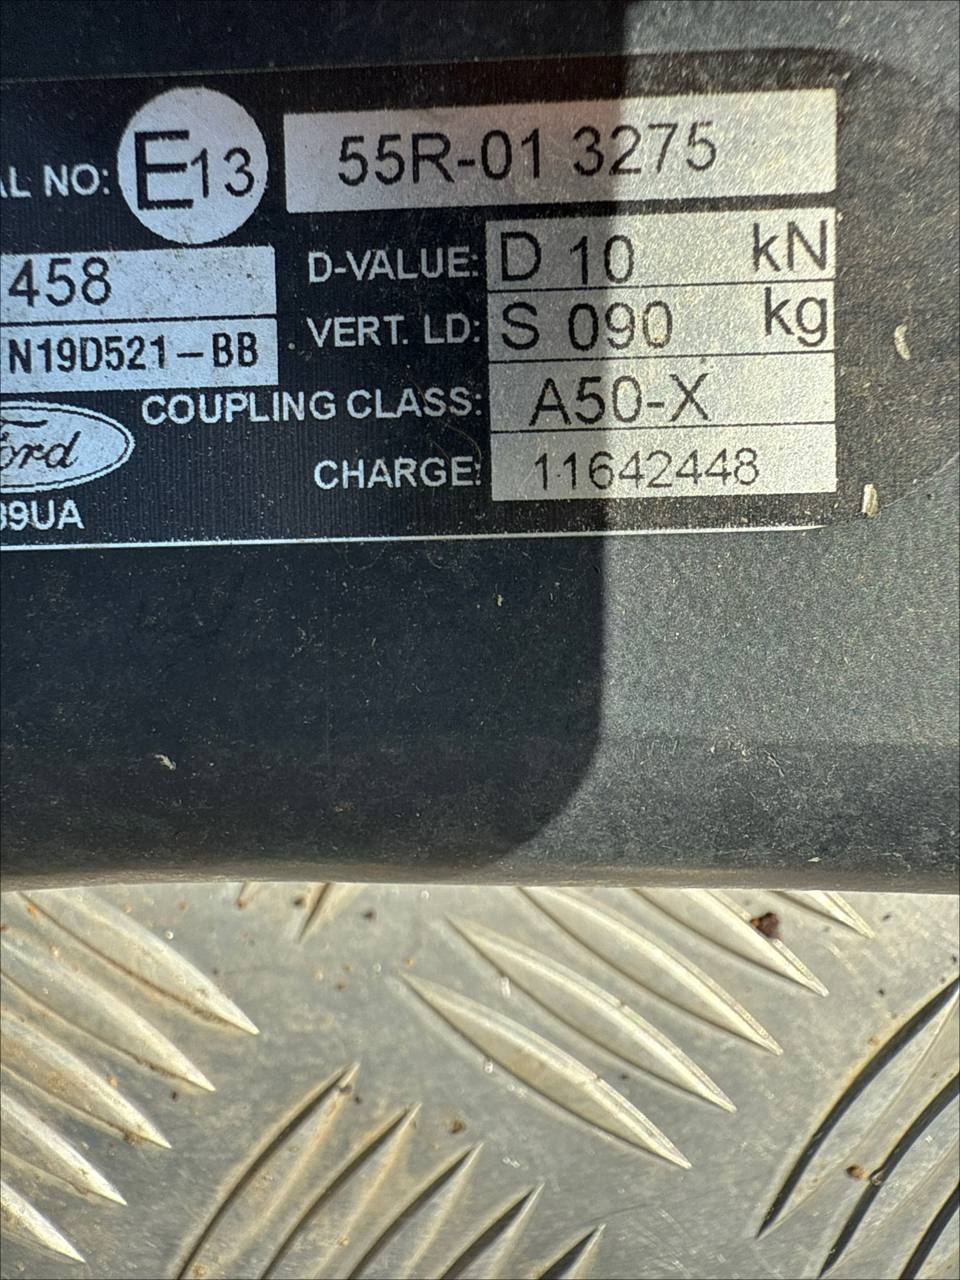 AL NO: E13 55R-01 3275
458 D-VALUE: D 10 kN
N19D521-BB VERT. LD: S 090 kg
COUPLING CLASS: A50-X
Ford CHARGE: 11642448
39UA